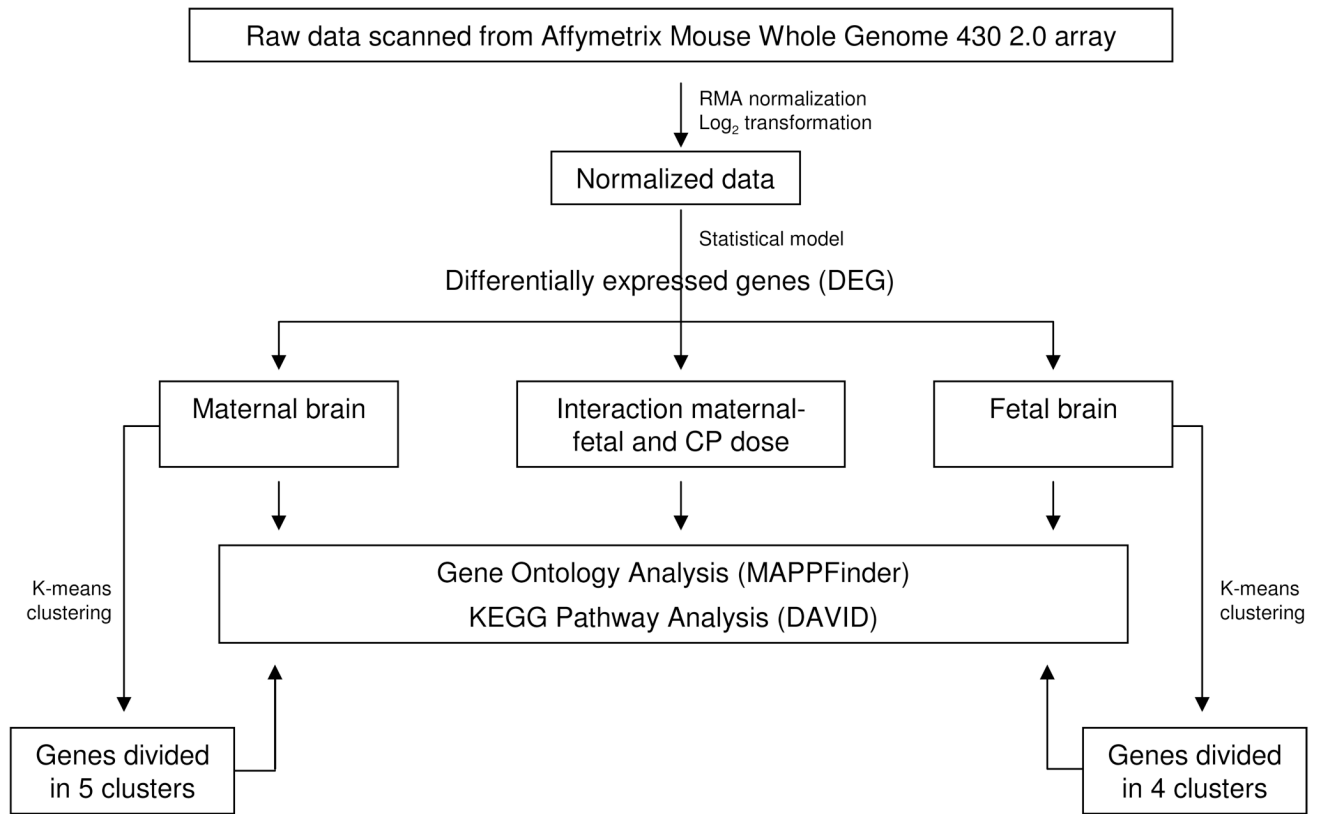 Raw data scanned from Affymetrix Mouse Whole Genome 430 2.0 array
RMA normalization
Log₂ transformation
Normalized data
Statistical model
Differentially expressed genes (DEG)
Maternal brain
Interaction maternal-
fetal and CP dose
Fetal brain
Gene Ontology Analysis (MAPPFinder)
KEGG Pathway Analysis (DAVID)
K-means
clustering
K-means
clustering
Genes divided
in 5 clusters
Genes divided
in 4 clusters